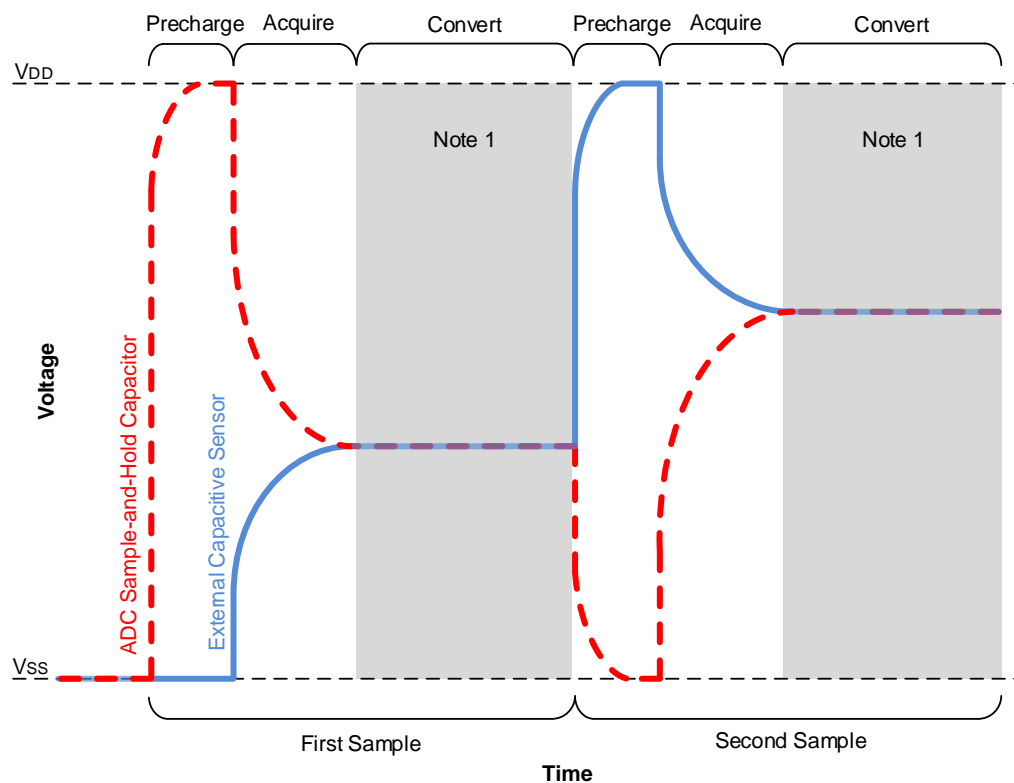 Precharge Acquire Convert Precharge Acquire Convert
VDD
Note 1 Note 1
Voltage
ADC Sample-and-Hold Capacitor
External Capacitive Sensor
VSS
First Sample Second Sample
Time